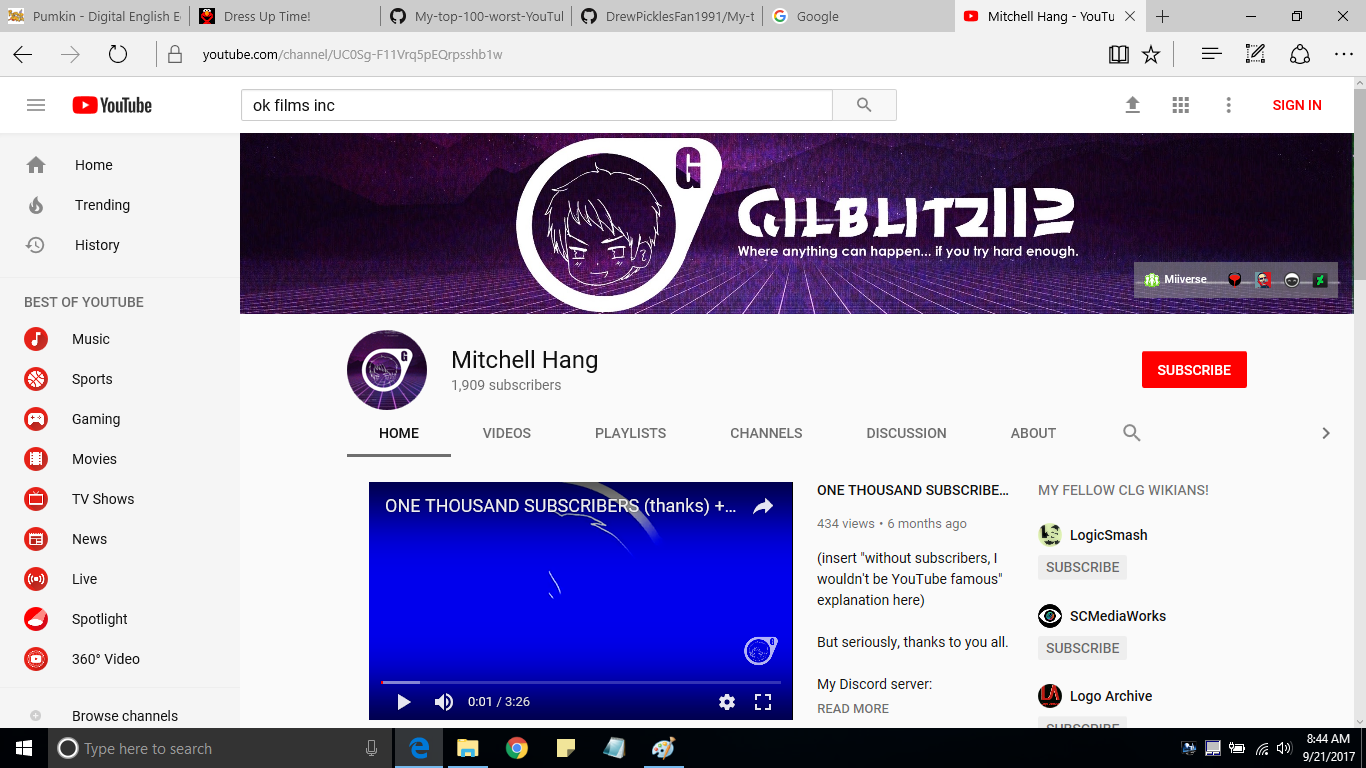 Pumkin - Digital English E
Dress Up Time!
My-top-100-worst-YouTul
DrewPicklesFan1991/My-t
Google
Mitchell Hang - YouTu
youtube.com/channel/UC0Sg-F11Vrq5pEQrpsshb1w
YouTube
ok films inc
SIGN IN
Home
Trending
History
BEST OF YOUTUBE
Music
Sports
Gaming
Movies
TV Shows
News
Live
Spotlight
360° Video
Browse channels
G
GILBLITZ112
Where anything can happen... if you try hard enough.
Miiverse
G
Mitchell Hang
1,909 subscribers
SUBSCRIBE
HOME
VIDEOS
PLAYLISTS
CHANNELS
DISCUSSION
ABOUT
ONE THOUSAND SUBSCRIBERS (thanks) +...
0:01 / 3:26
ONE THOUSAND SUBSCRIBE...
434 views • 6 months ago
(insert "without subscribers, I
wouldn't be YouTube famous"
explanation here)
But seriously, thanks to you all.
My Discord server:
READ MORE
MY FELLOW CLG WIKIANS!
LogicSmash
SUBSCRIBE
SCMediaWorks
SUBSCRIBE
LA
Logo Archive
SUBSCRIBE
Type here to search
8:44 AM
9/21/2017